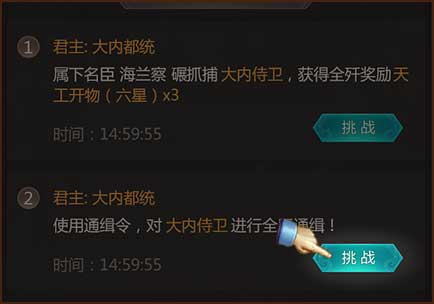 1 君主: 大内都统
属下名臣 海兰察 碾抓捕 大内侍卫，获得全歼奖励天
工开物（六星）x3
时间：14:59:55
挑战
2 君主: 大内都统
使用通缉令，对 大内侍卫 进行全 通缉！
时间：14:59:55
挑战